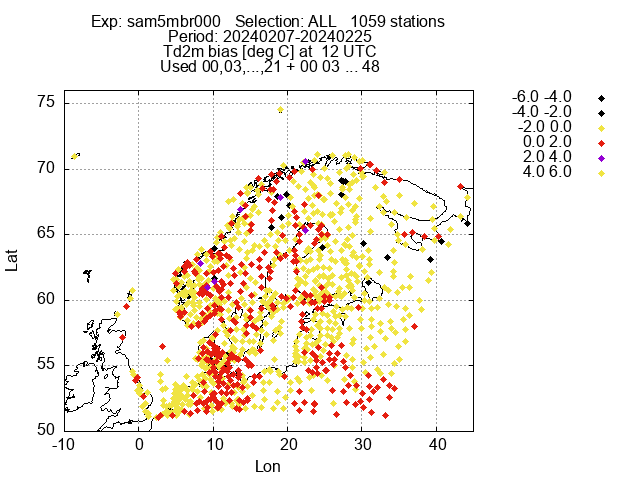 Exp: sam5mbr000   Selection: ALL   1059 stations
Period: 20240207-20240225
Td2m bias [deg C] at  12 UTC
Used 00,03,...,21 + 00 03 ... 48
-6.0 -4.0
-4.0 -2.0
-2.0 0.0
0.0 2.0
2.0 4.0
4.0 6.0
75
70
65
60
55
50
Lat
-10 0 10 20 30 40
Lon